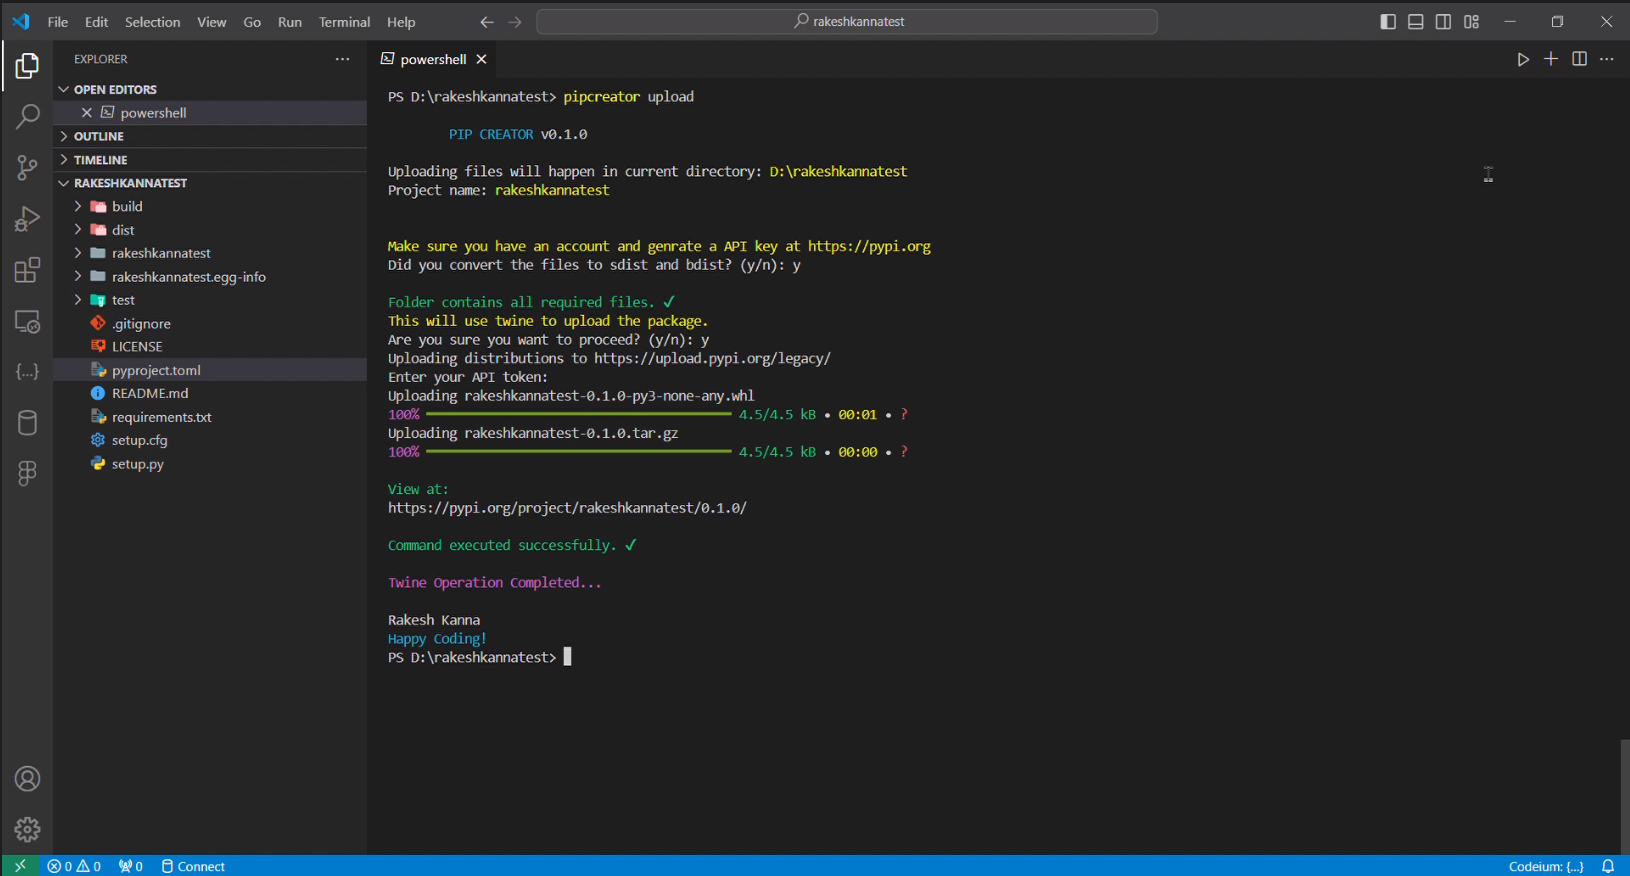 File Edit Selection View Go Run Terminal Help
rakeshkannatest
EXPLORER
OPEN EDITORS
powershell
OUTLINE
TIMELINE
RAKESHKANNATEST
build
dist
rakeshkannatest
rakeshkannatest.egg-info
test
.gitignore
LICENSE
pyproject.toml
README.md
requirements.txt
setup.cfg
setup.py
powershell
PS D:\rakeshkannatest> pipcreator upload
PIP CREATOR v0.1.0
Uploading files will happen in current directory: D:\rakeshkannatest
Project name: rakeshkannatest
Make sure you have an account and genrate a API key at https://pypi.org
Did you convert the files to sdist and bdist? (y/n): y
Folder contains all required files. ✓
This will use twine to upload the package.
Are you sure you want to proceed? (y/n): y
Uploading distributions to https://upload.pypi.org/legacy/
Enter your API token:
Uploading rakeshkannatest-0.1.0-py3-none-any.whl
100% 4.5/4.5 kB • 00:01 • ?
Uploading rakeshkannatest-0.1.0.tar.gz
100% 4.5/4.5 kB • 00:00 • ?
View at:
https://pypi.org/project/rakeshkannatest/0.1.0/
Command executed successfully. ✓
Twine Operation Completed...
Rakesh Kanna
Happy Coding!
PS D:\rakeshkannatest>
0 0 0 Connect
Codeium: {...}